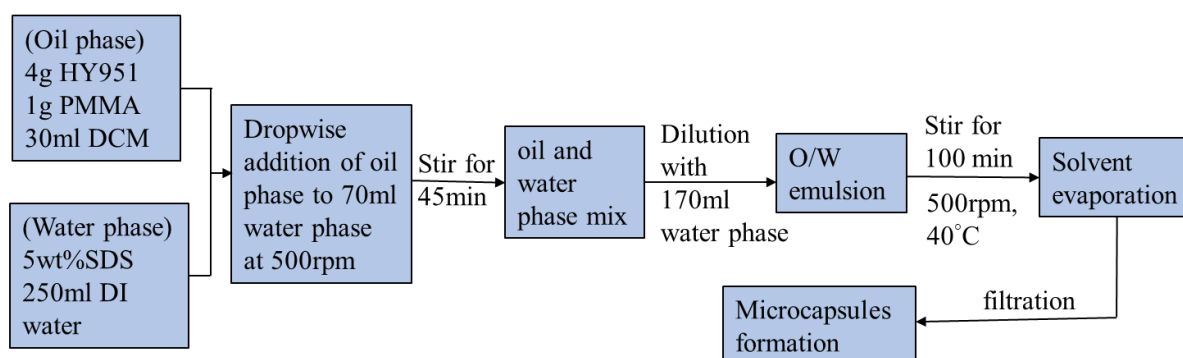 (Oil phase)
4g HY951
1g PMMA
30ml DCM
(Water phase)
5wt%SDS
250ml DI
water
Dropwise
addition of oil
phase to 70ml
water phase
at 500rpm
Stir for
45min
oil and
water
phase mix
Dilution
with
170ml
water phase
O/W
emulsion
Stir for
100 min
500rpm,
40°C
Solvent
evaporation
filtration
Microcapsules
formation